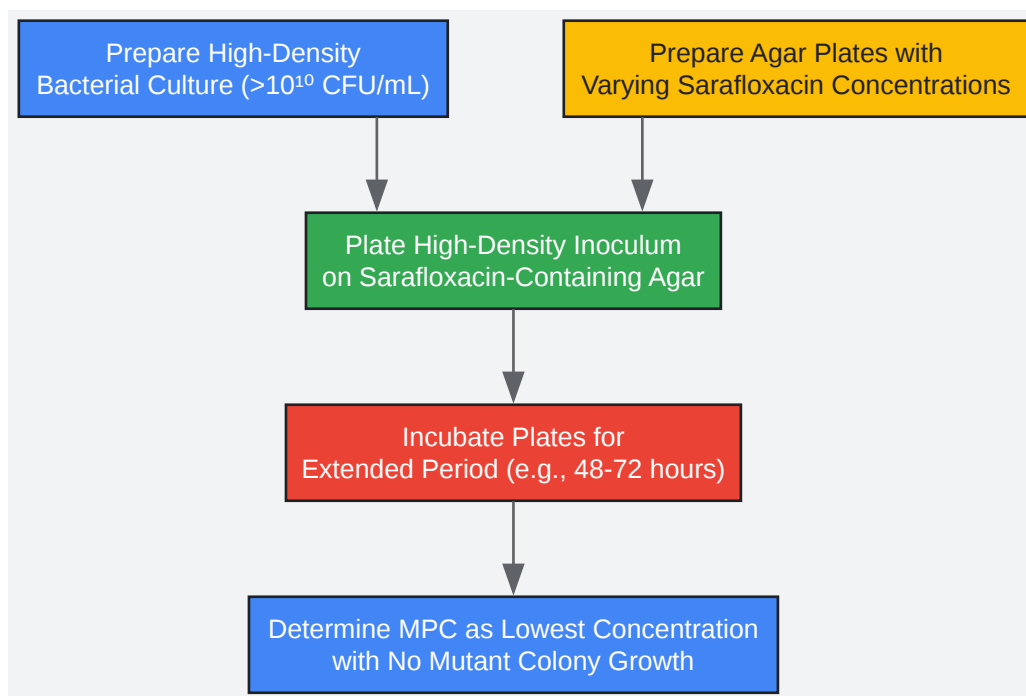 Prepare High-Density
Bacterial Culture (>10¹⁰ CFU/mL)
Prepare Agar Plates with
Varying Sarafloxacin Concentrations
Plate High-Density Inoculum
on Sarafloxacin-Containing Agar
Incubate Plates for
Extended Period (e.g., 48-72 hours)
Determine MPC as Lowest Concentration
with No Mutant Colony Growth